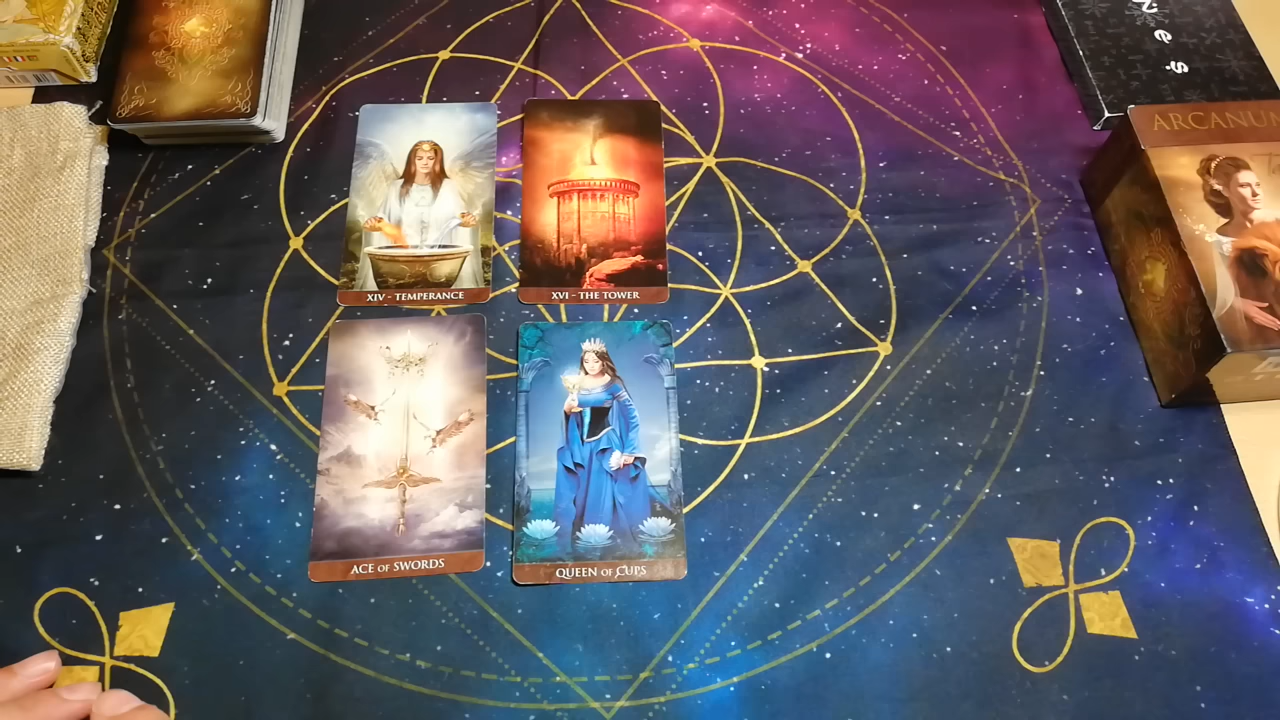 XIV - TEMPERANCE
XVI - THE TOWER
ACE OF SWORDS
QUEEN OF CUPS
ARCANUM